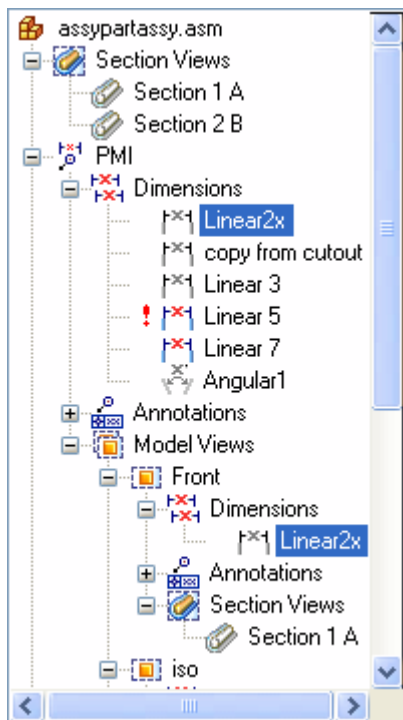 assypartassy.asm
Section Views
Section 1 A
Section 2 B
PMI
Dimensions
Linear2x
copy from cutout
Linear 3
Linear 5
Linear 7
Angular1
Annotations
Model Views
Front
Dimensions
Linear2x
Annotations
Section Views
Section 1 A
iso